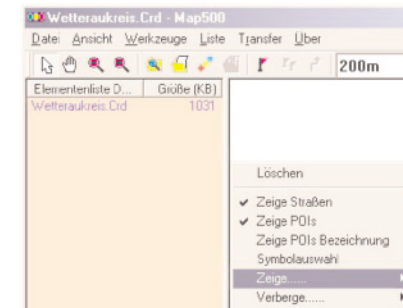 Wetteraukreis.Crd - Map500
Datei Ansicht Werkzeuge Liste Transfer Über
200m
Elementenliste D... Größe (KB)
Wetteraukreis.Crd 1031
Löschen
Zeige Straßen
Zeige POIs
Zeige POIs Bezeichnung
Symbolauswahl
Zeige......
Verberge......